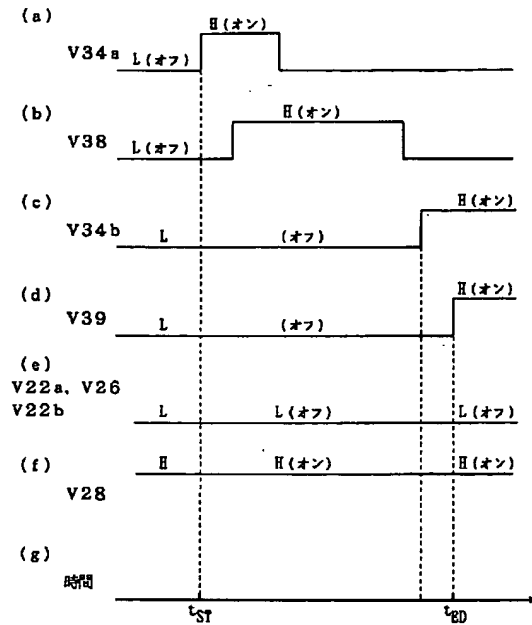 (a)
H(オン)
V34a
L(オフ)
(b)
H(オン)
V38
L(オフ)
(c)
H(オン)
V34b
L (オフ)
(d)
H(オン)
V39
L (オフ)
(e)
V22a、V26
V22b
L L(オフ) L(オフ)
(f)
H H(オン) H(オン)
V28
(g)
時間
tST tED